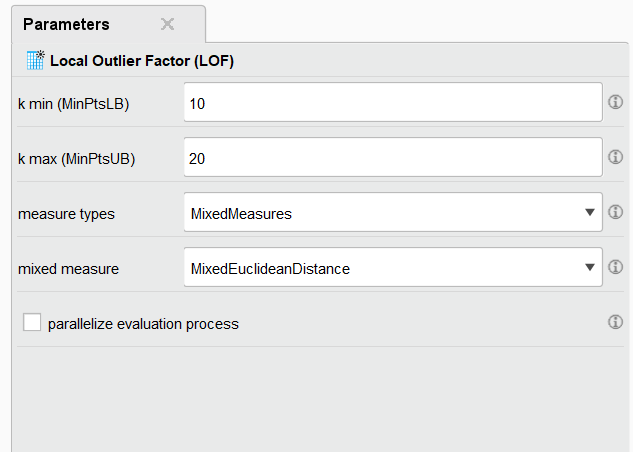 Parameters
Local Outlier Factor (LOF)
k min (MinPtsLB) 10
k max (MinPtsUB) 20
measure types MixedMeasures
mixed measure MixedEuclideanDistance
parallelize evaluation process